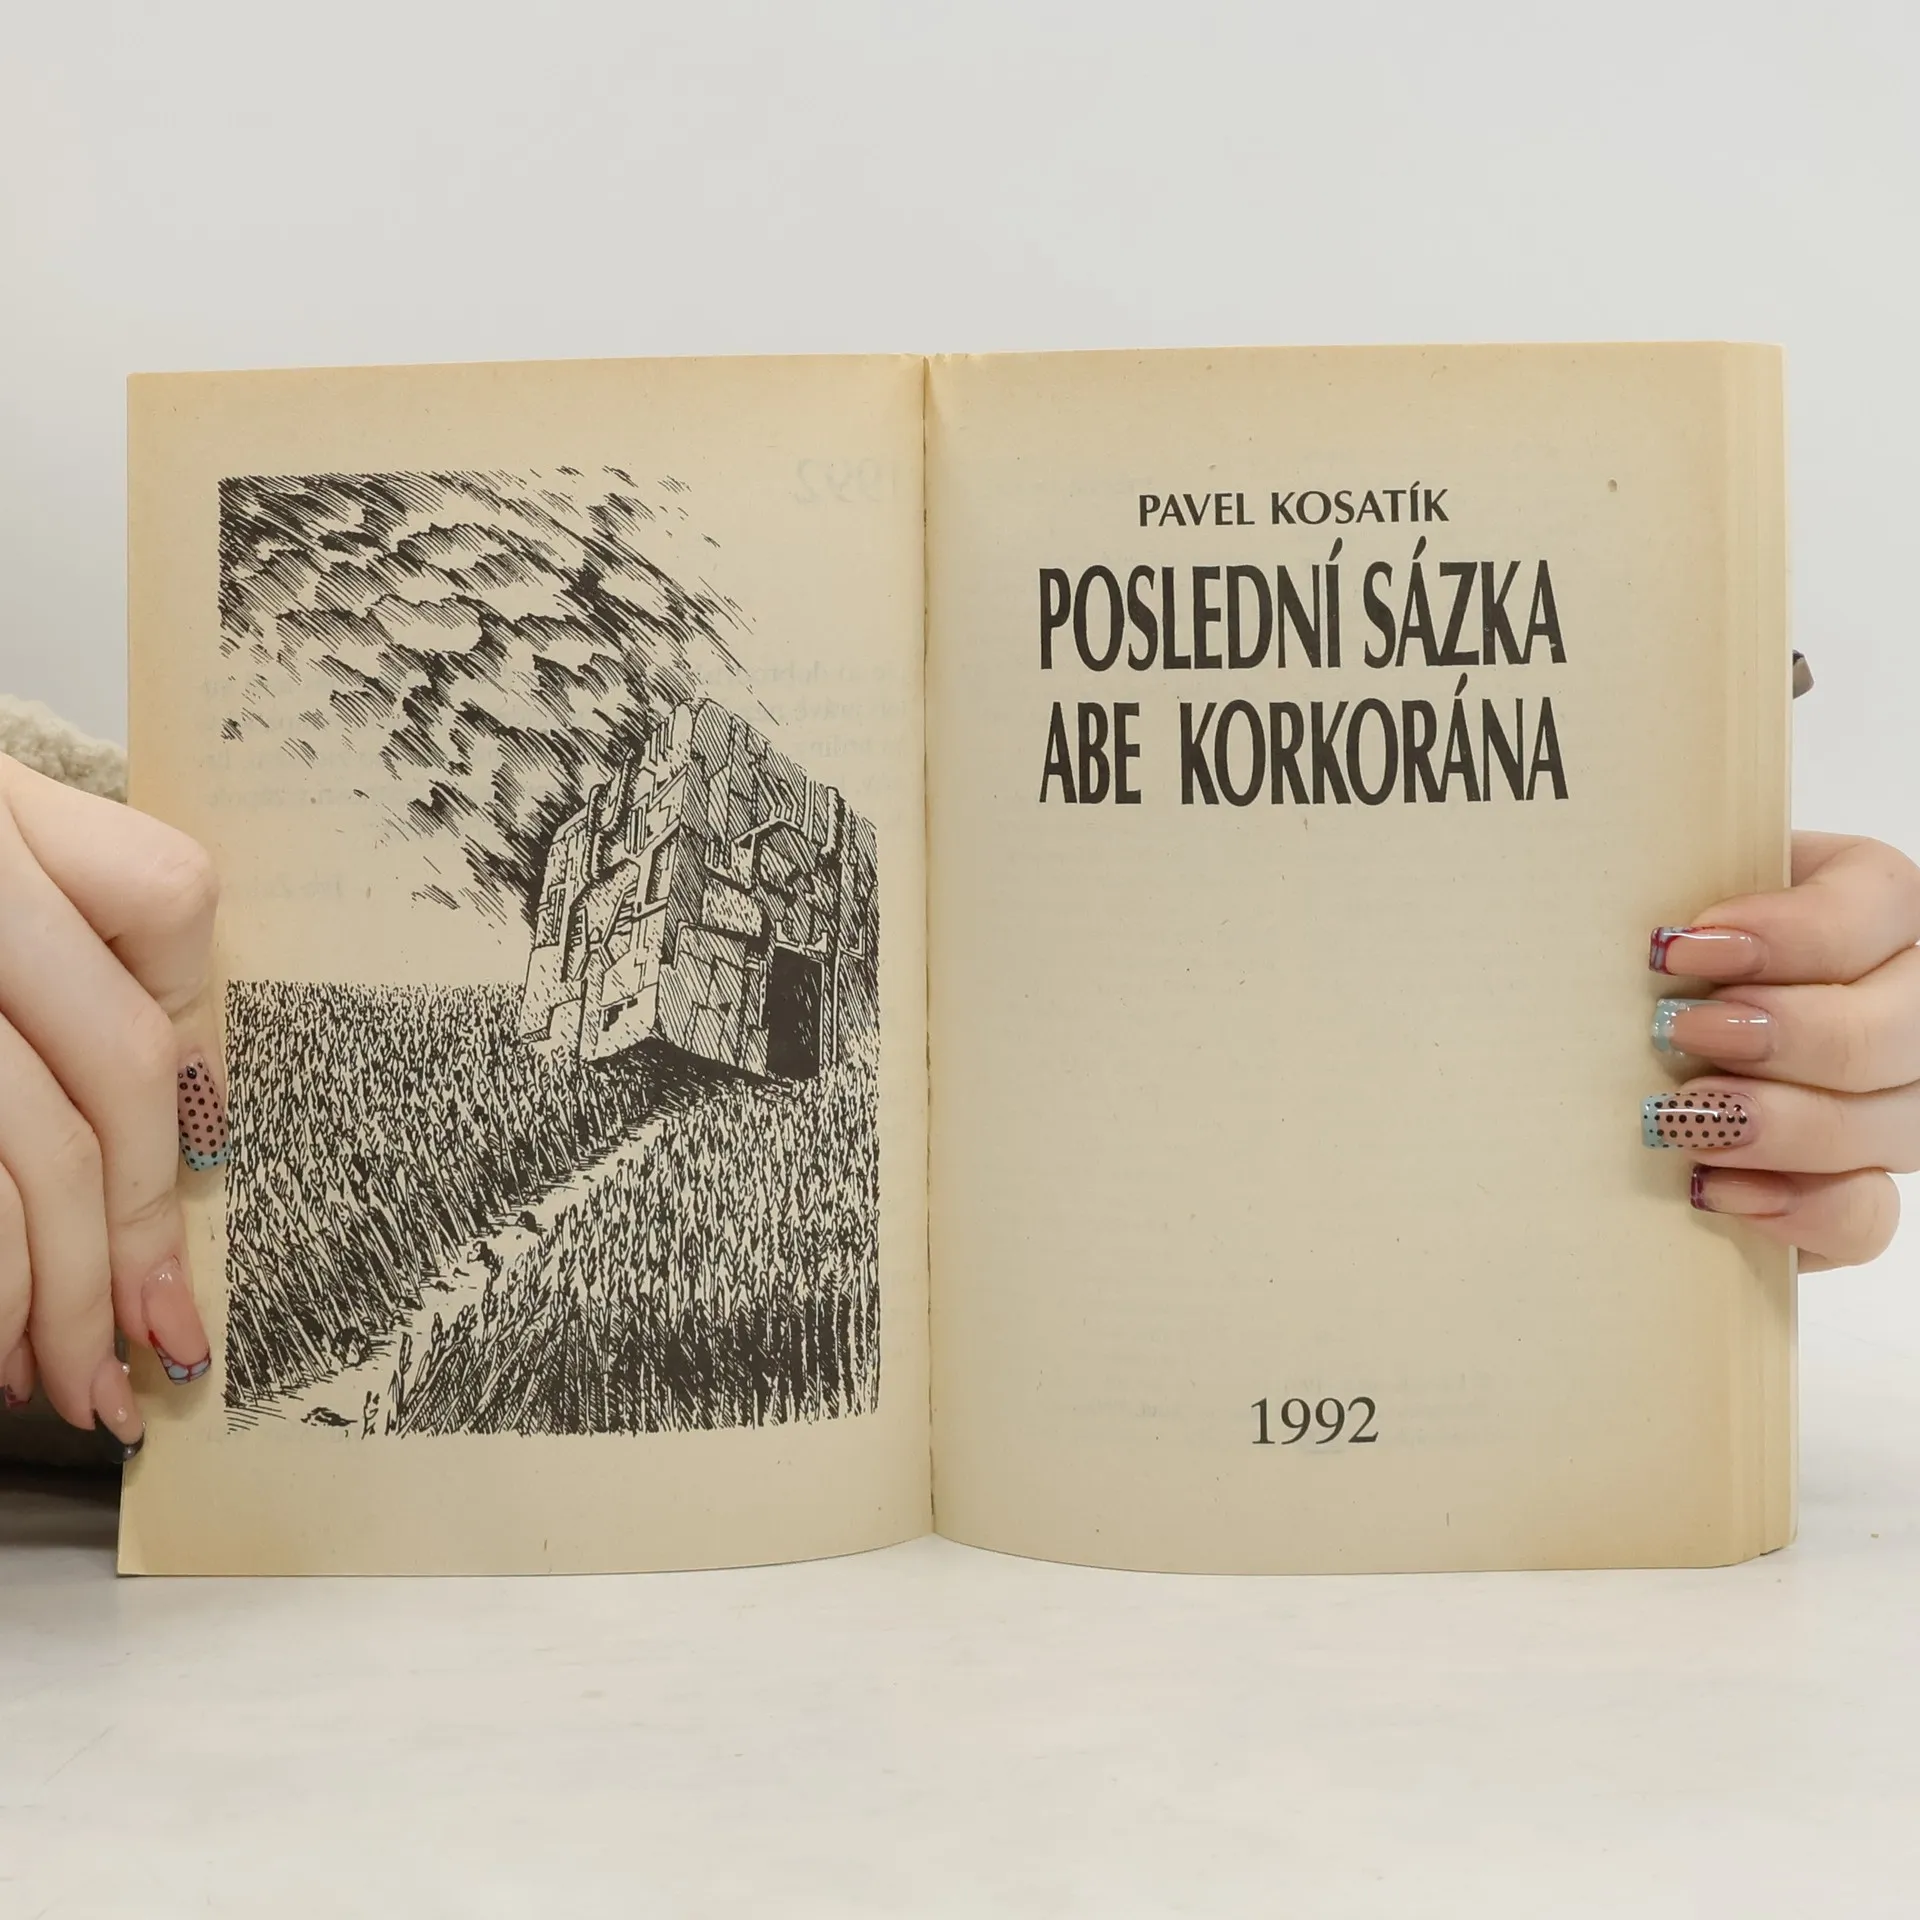 PAVEL KOSATÍK
POSLEDNÍ SÁZKA
ABE KORKORÁNA
1992